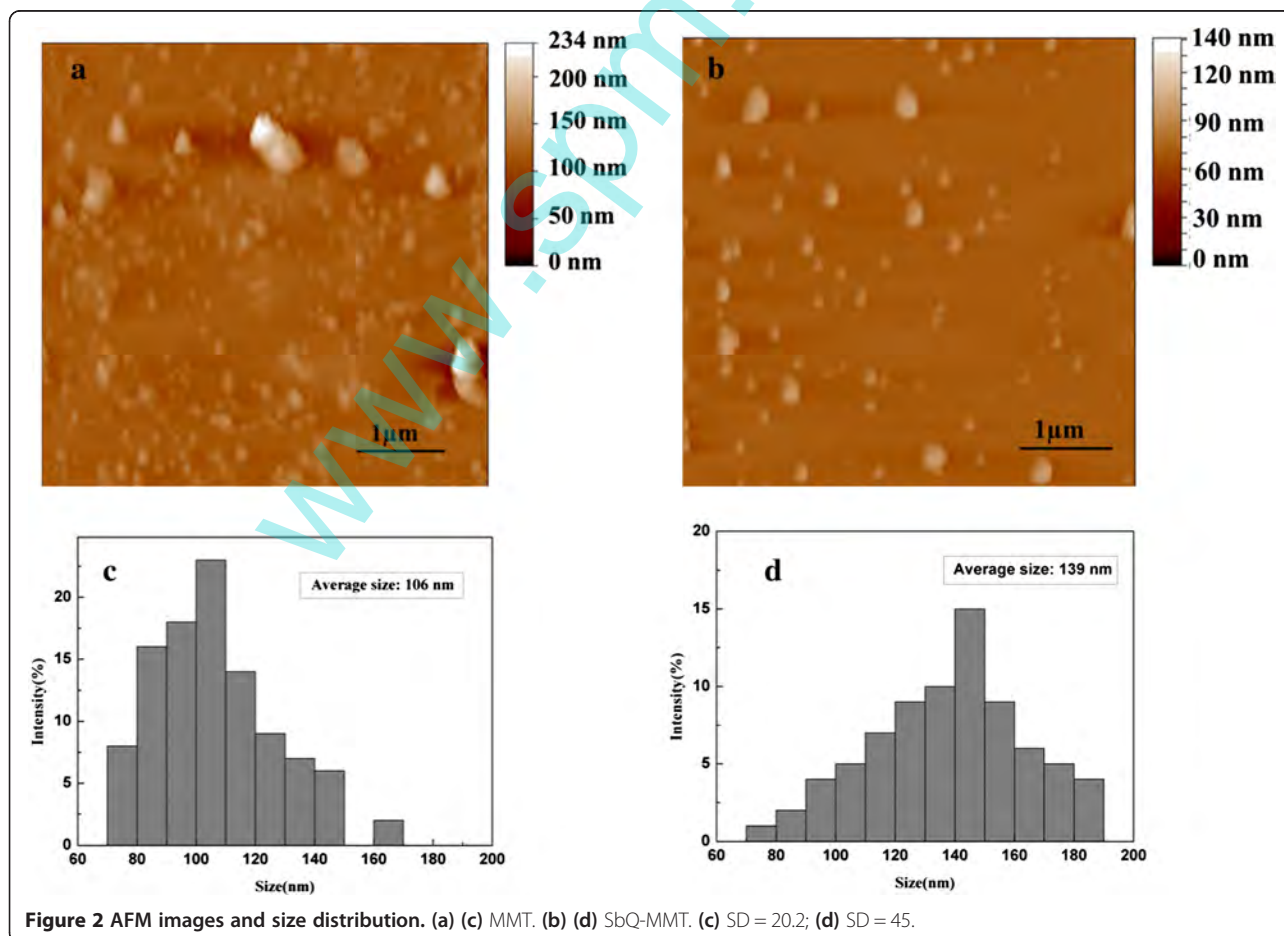 a
234 nm
200 nm
150 nm
100 nm
50 nm
0 nm
1µm
b
140 nm
120 nm
90 nm
60 nm
30 nm
0 nm
1µm
www.spm.
c
Average size: 106 nm
Intensity(%)
20
15
10
5
0
60 80 100 120 140 160 180 200
Size(nm)
d
Average size: 139 nm
Intensity(%)
20
15
10
5
0
60 80 100 120 140 160 180 200
Size(nm)
Figure 2 AFM images and size distribution. (a) (c) MMT. (b) (d) SbQ-MMT. (c) SD = 20.2; (d) SD = 45.